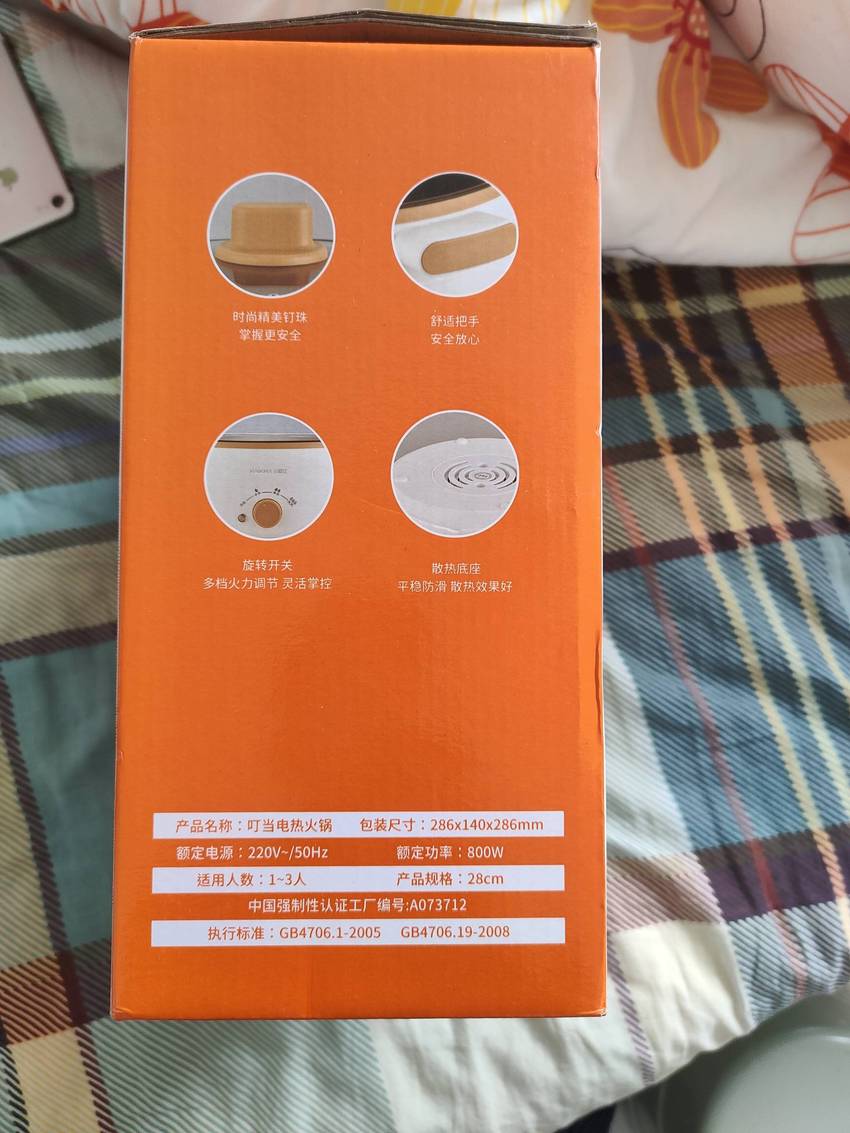 时尚精美钉珠
掌握更安全
舒适把手
安全放心
旋转开关
多档火力调节 灵活掌控
散热底座
平稳防滑 散热效果好
产品名称：叮当电热火锅 包装尺寸：286x140x286mm
额定电源：220V~/50Hz 额定功率：800W
适用人数：1~3人 产品规格：28cm
中国强制性认证工厂编号:A073712
执行标准：GB4706.1-2005 GB4706.19-2008